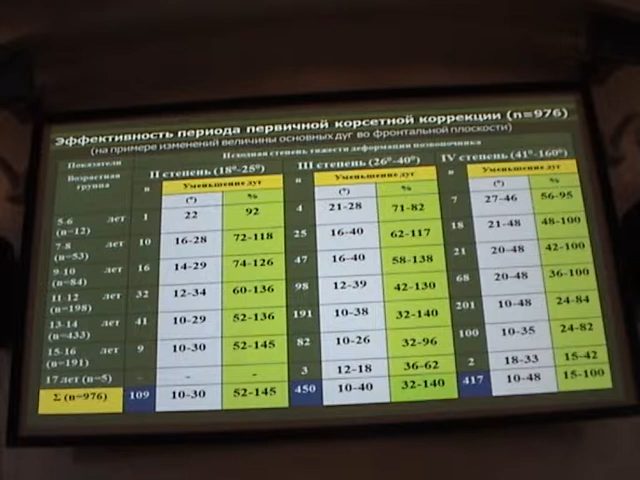 Эффективность периода первичной корсетной коррекции (n=976)
(на примере изменений величины основных дуг во фронтальной плоскости)
Показатели Исходная степень тяжести деформации позвоночника
Возрастная группа II степень (18°-25°) III степень (26°-40°) IV степень (41°-160°)
n Уменьшение дуг n Уменьшение дуг n Уменьшение дуг
(°) % (°) % (°) %
5-6 лет (n=12) 1 22 92 4 21-28 71-82 7 27-46 56-95
7-8 лет (n=53) 10 16-28 72-118 25 16-40 62-117 18 21-48 48-100
9-10 лет (n=84) 16 14-29 74-126 47 16-40 58-138 21 20-48 42-100
11-12 лет (n=198) 32 12-34 60-136 98 12-39 42-130 68 20-48 36-100
13-14 лет (n=433) 41 10-29 52-136 191 10-38 32-140 201 10-48 24-84
15-16 лет (n=191) 9 10-30 52-145 82 10-26 32-96 100 10-35 24-82
17 лет (n=5) - - - 3 12-18 36-62 2 18-33 15-42
Σ (n=976) 109 10-30 52-145 450 10-40 32-140 417 10-48 15-100